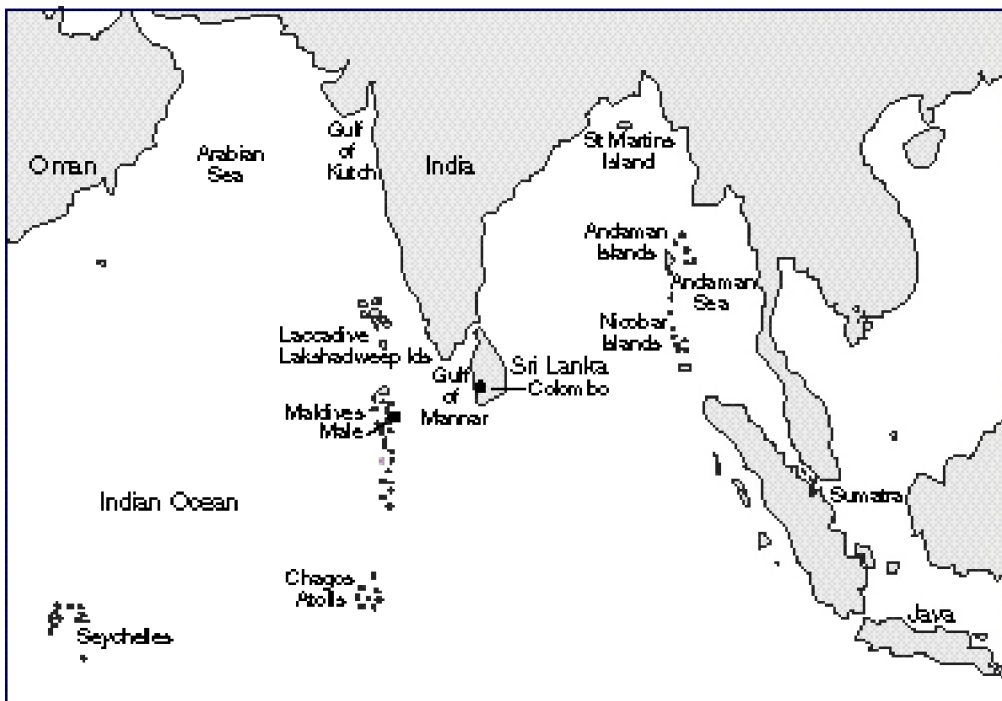 Oman
Arabian
Sea
Gulf
of
Kutch
India
St Martins
Island
Andaman
Islands
Andaman
Sea
Nicobar
Islands
Laccadive
Lakshadweep Ids
Gulf
of
Mannar
Sri Lanka
Colombo
Maldives
Male
Indian Ocean
Sumatra
Chagos
Atolls
Seychelles
Java